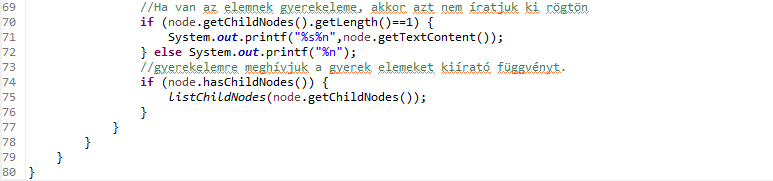 69 //Ha van az elemnek gyerekeleme, akkor azt nem íratjuk ki rögtön
70 if (node.getChildNodes().getLength()==1) {
71 System.out.printf("%s%n",node.getTextContent());
72 } else System.out.printf("%n");
73 //gyerekelemre meghívjuk a gyerek elemeket kiírató függvényt.
74 if (node.hasChildNodes()) {
75 listChildNodes(node.getChildNodes());
76 }
77 }
78 }
79 }
80 }